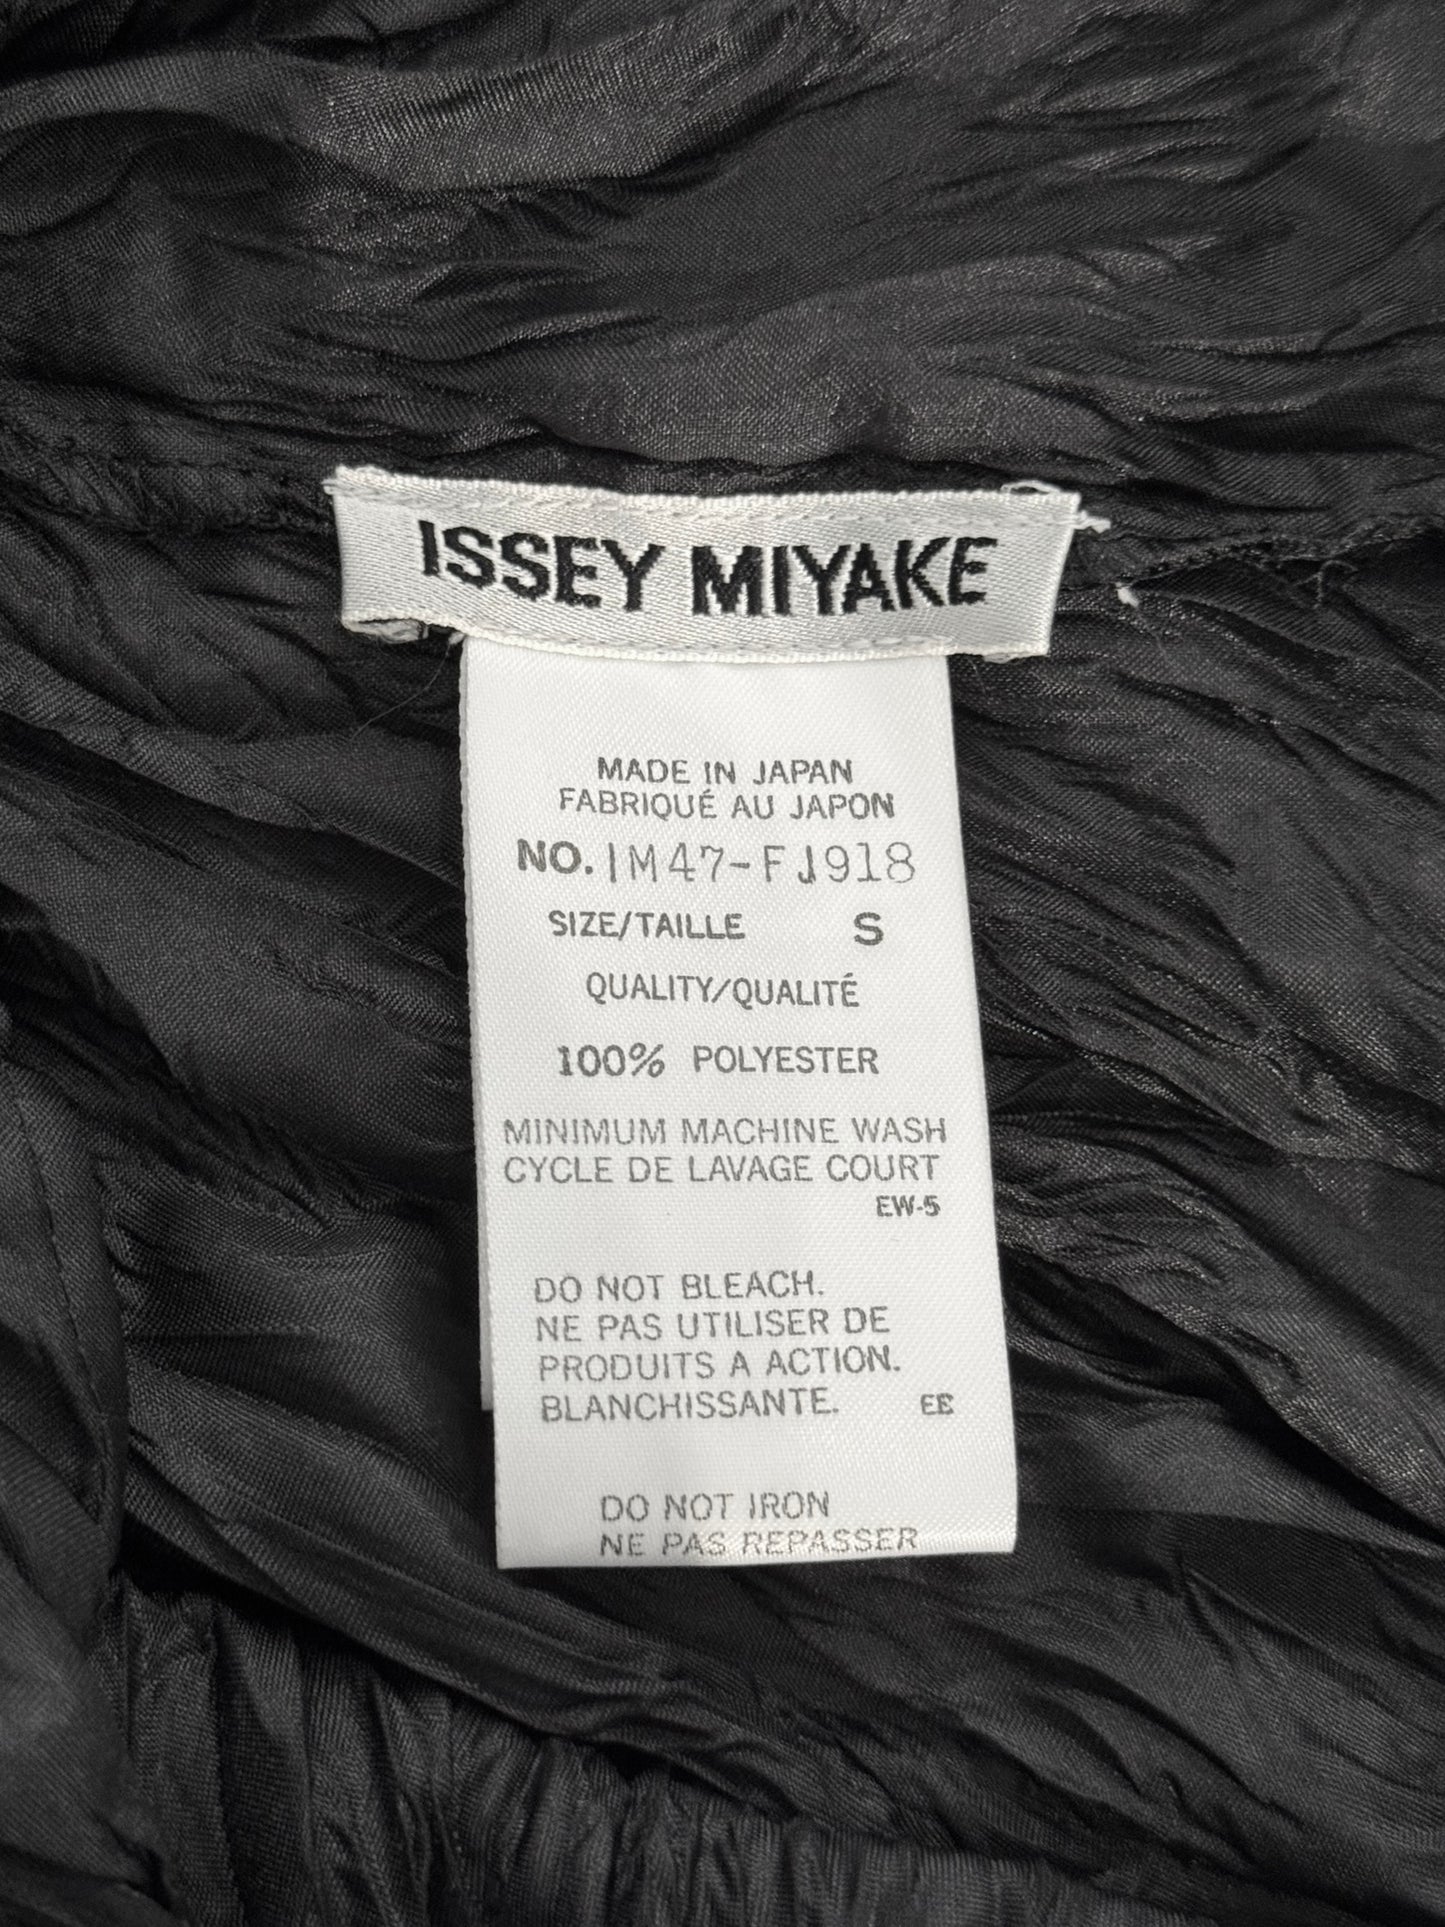 ISSEY MIYAKE
MADE IN JAPAN
FABRIQUÉ AU JAPON
NO. IM47-FJ918
SIZE/TAILLE S
QUALITY/QUALITÉ
100% POLYESTER
MINIMUM MACHINE WASH
CYCLE DE LAVAGE COURT
EW-5
DO NOT BLEACH.
NE PAS UTILISER DE
PRODUITS A ACTION.
BLANCHISSANTE. EE
DO NOT IRON
NE PAS REPASSER